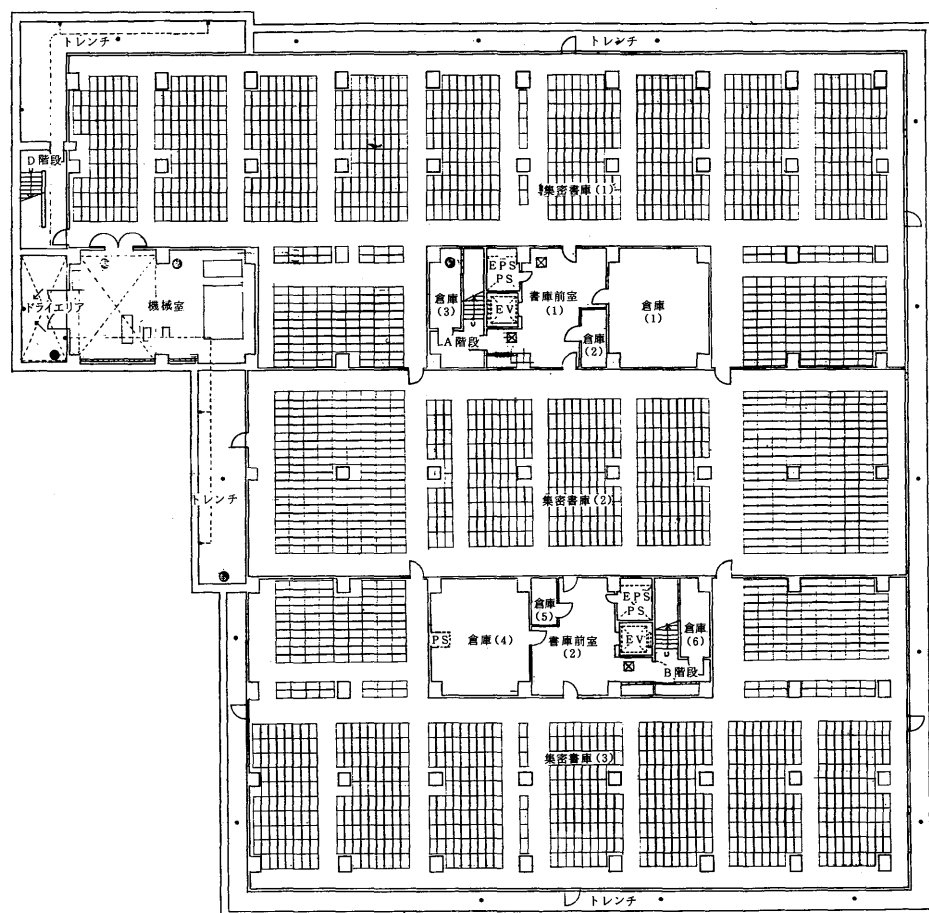 トレンチ
トレンチ
D階段
集密書庫(1)
EPS
PS
EV
倉庫
(3)
A階段
書庫前室
(1)
倉庫
(2)
倉庫
(1)
ドライエリア
機械室
トレンチ
集密書庫(2)
倉庫
(5)
EPS
PS
EV
倉庫
(6)
PS
倉庫(4)
書庫前室
(2)
B階段
集密書庫(3)
トレンチ